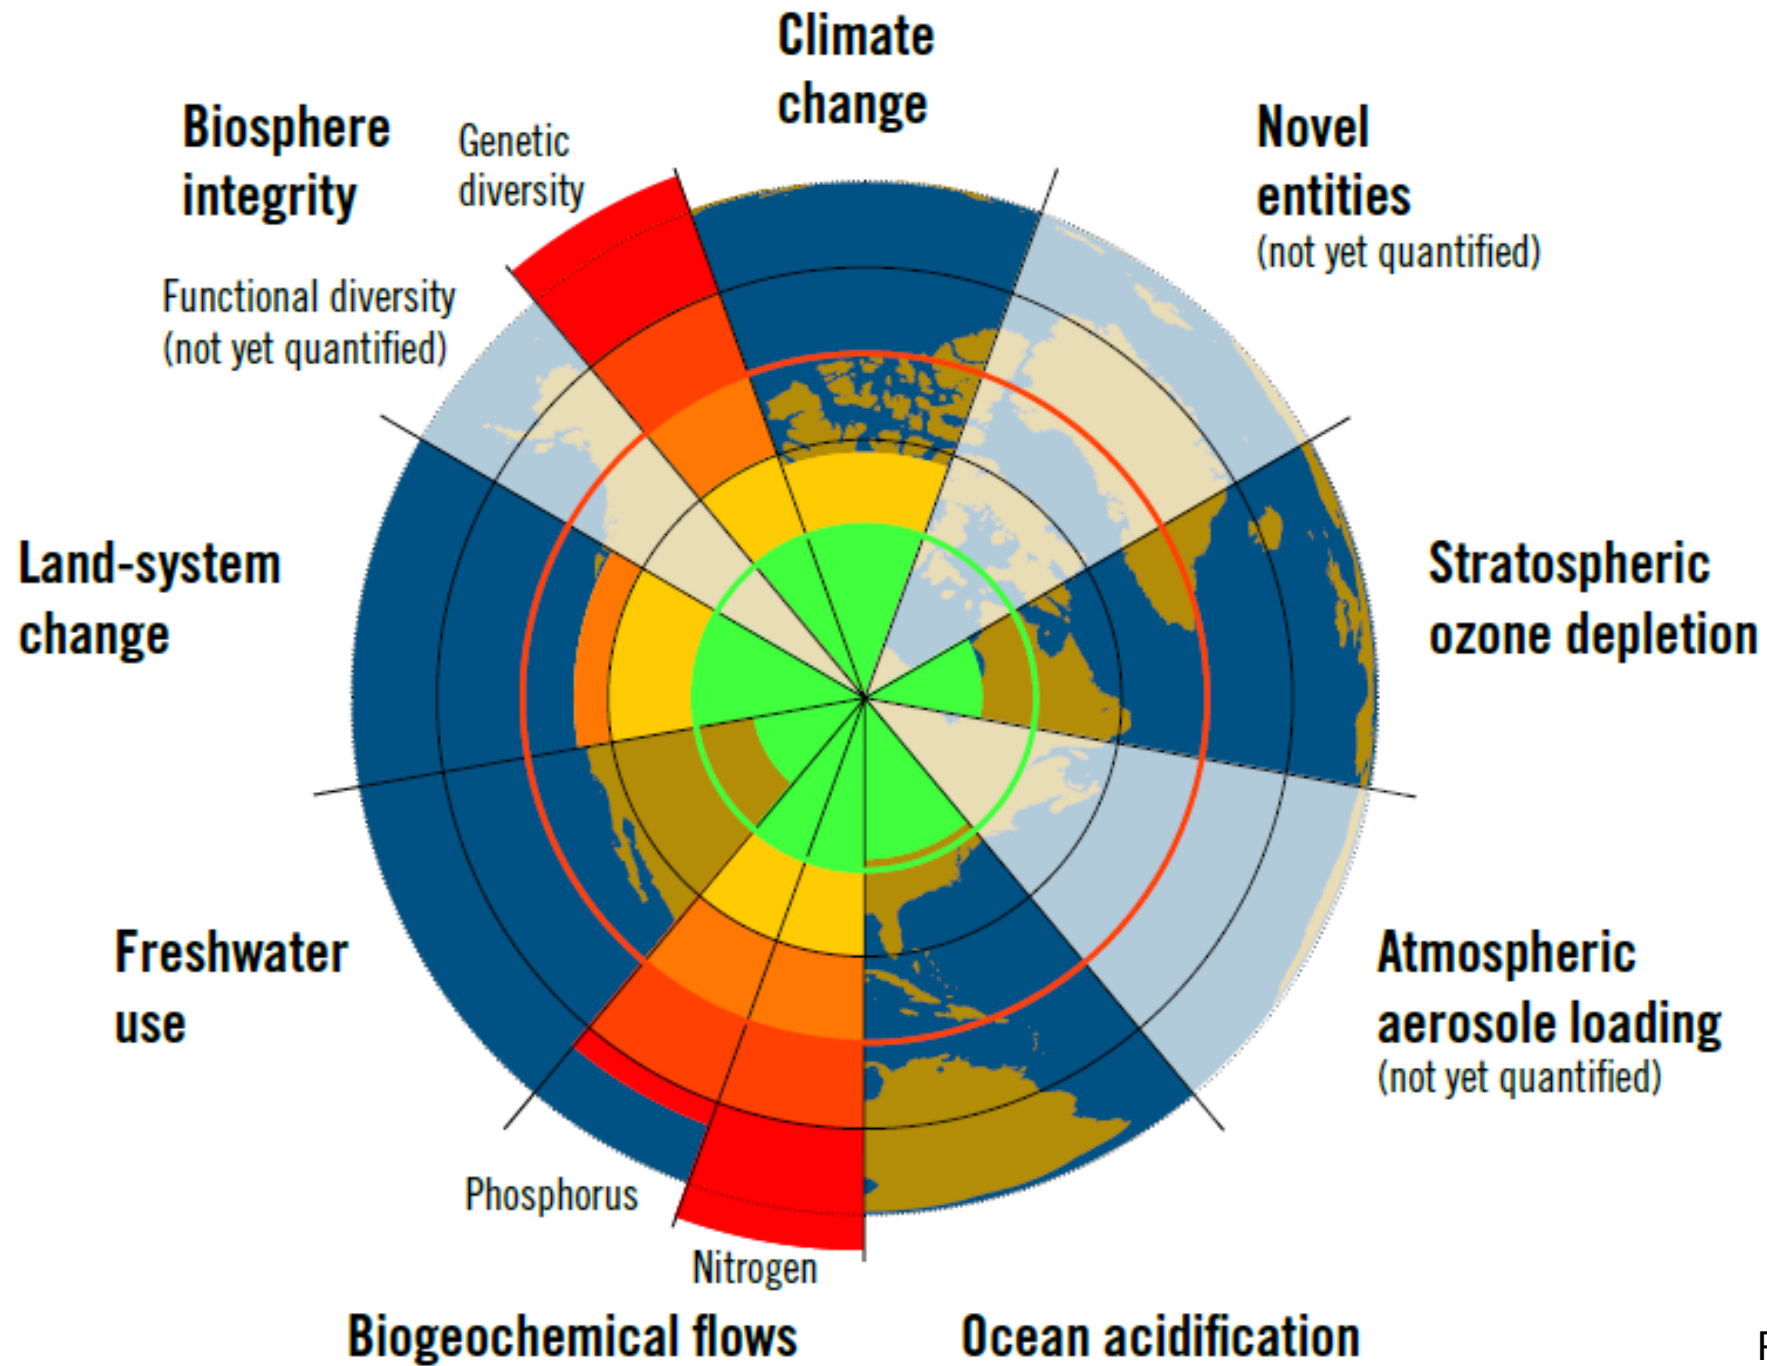 Climate
change
Biosphere
integrity
Genetic
diversity
Novel
entities
(not yet quantified)
Functional diversity
(not yet quantified)
Land-system
change
Stratospheric
ozone depletion
Freshwater
use
Atmospheric
aerosole loading
(not yet quantified)
Phosphorus
Nitrogen
Biogeochemical flows
Ocean acidification